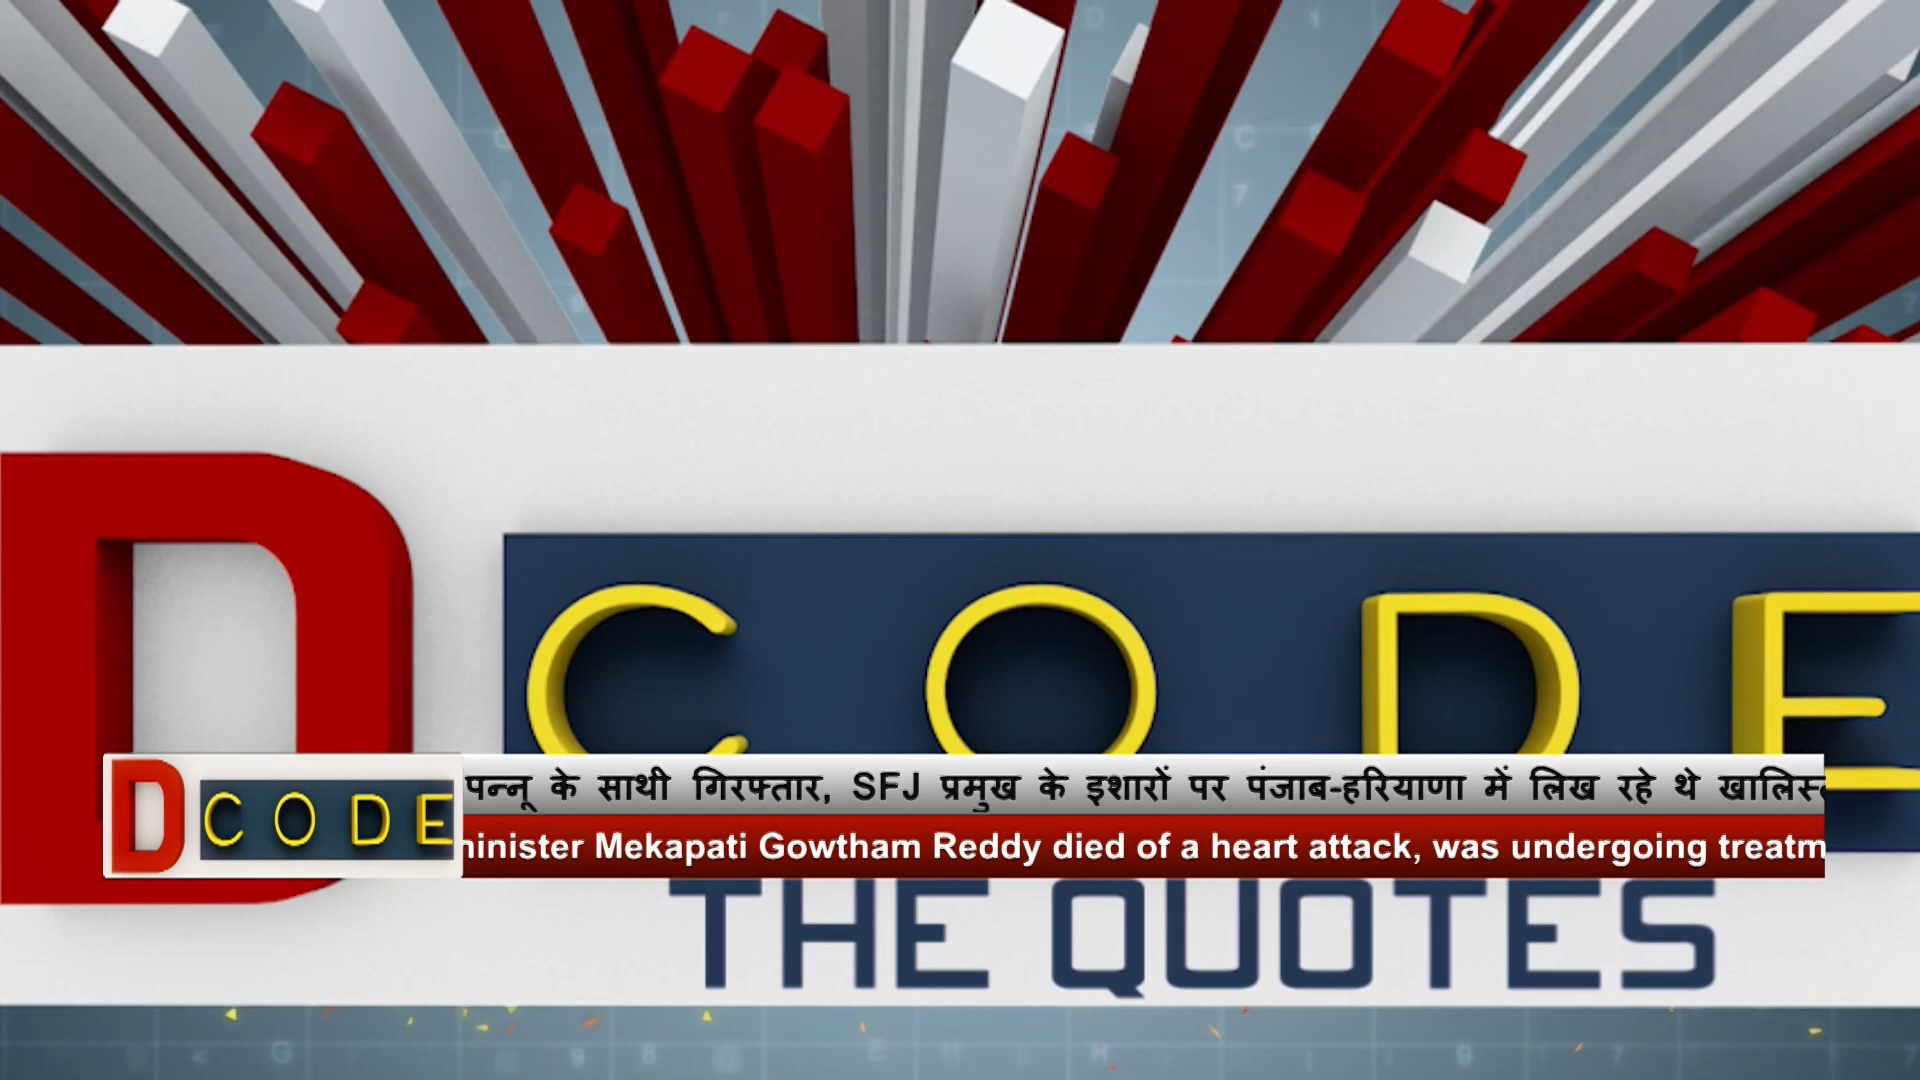 D CODE
D CODE
पन्नू के साथी गिरफ्तार, SFJ प्रमुख के इशारों पर पंजाब-हरियाणा में लिख रहे थे
Mekapati Gowtham Reddy died of a heart attack, was undergoing
THE QUOTES